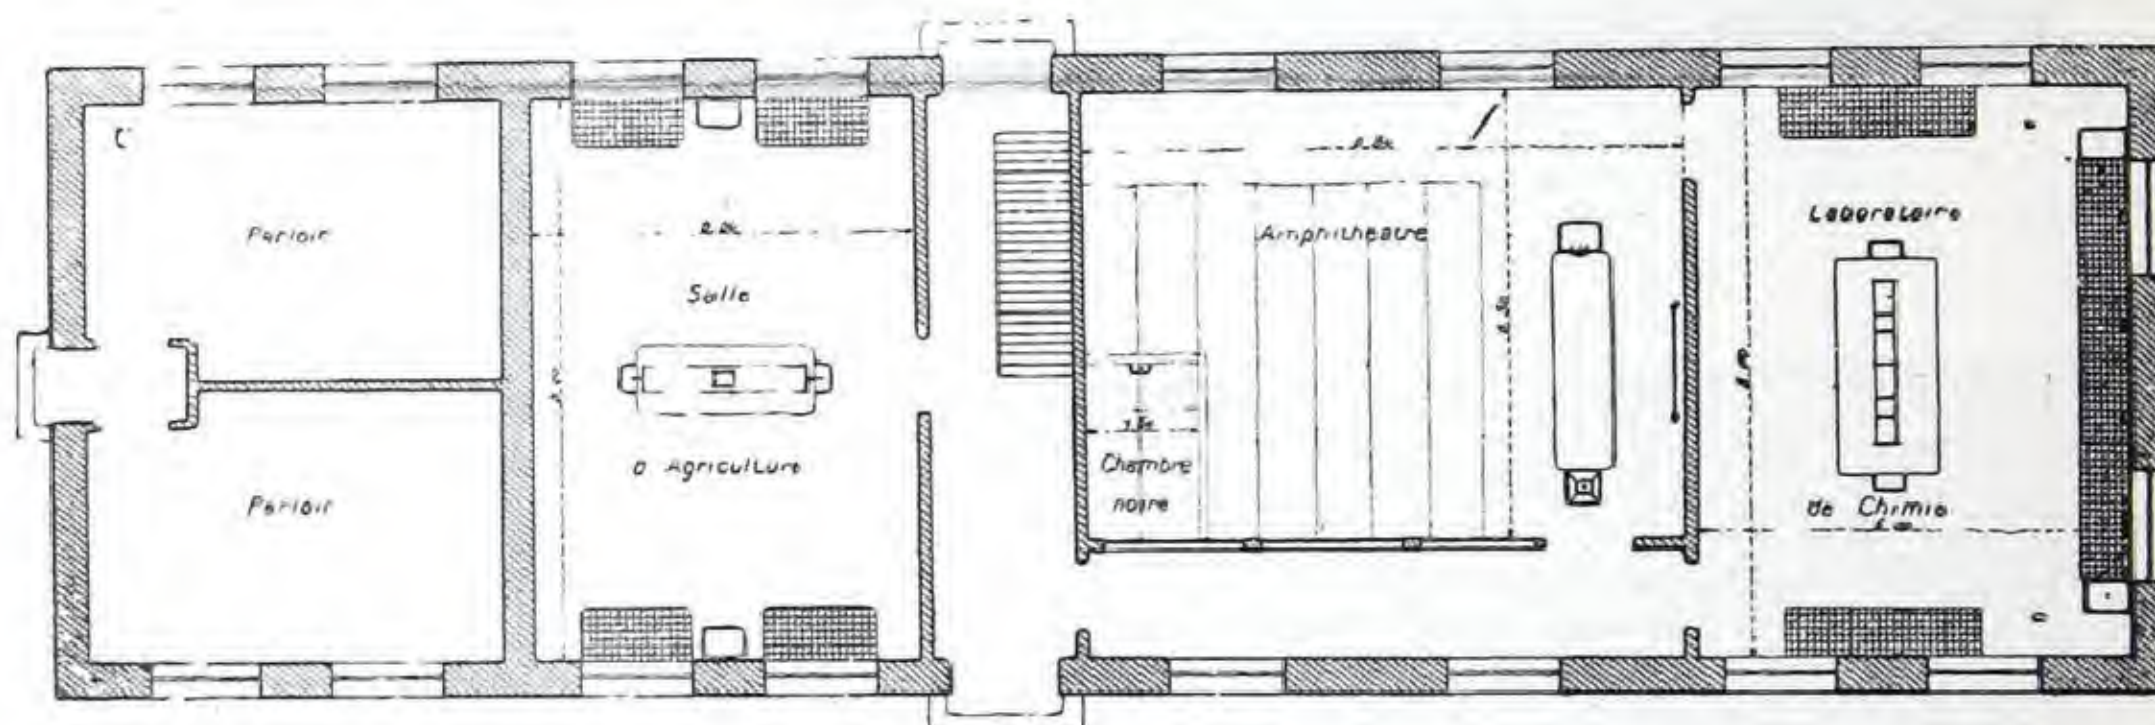 Parloir
Parloir
Salle
D Agriculture
Amphitheatre
Chambre
noire
Laboratoire
de Chimie